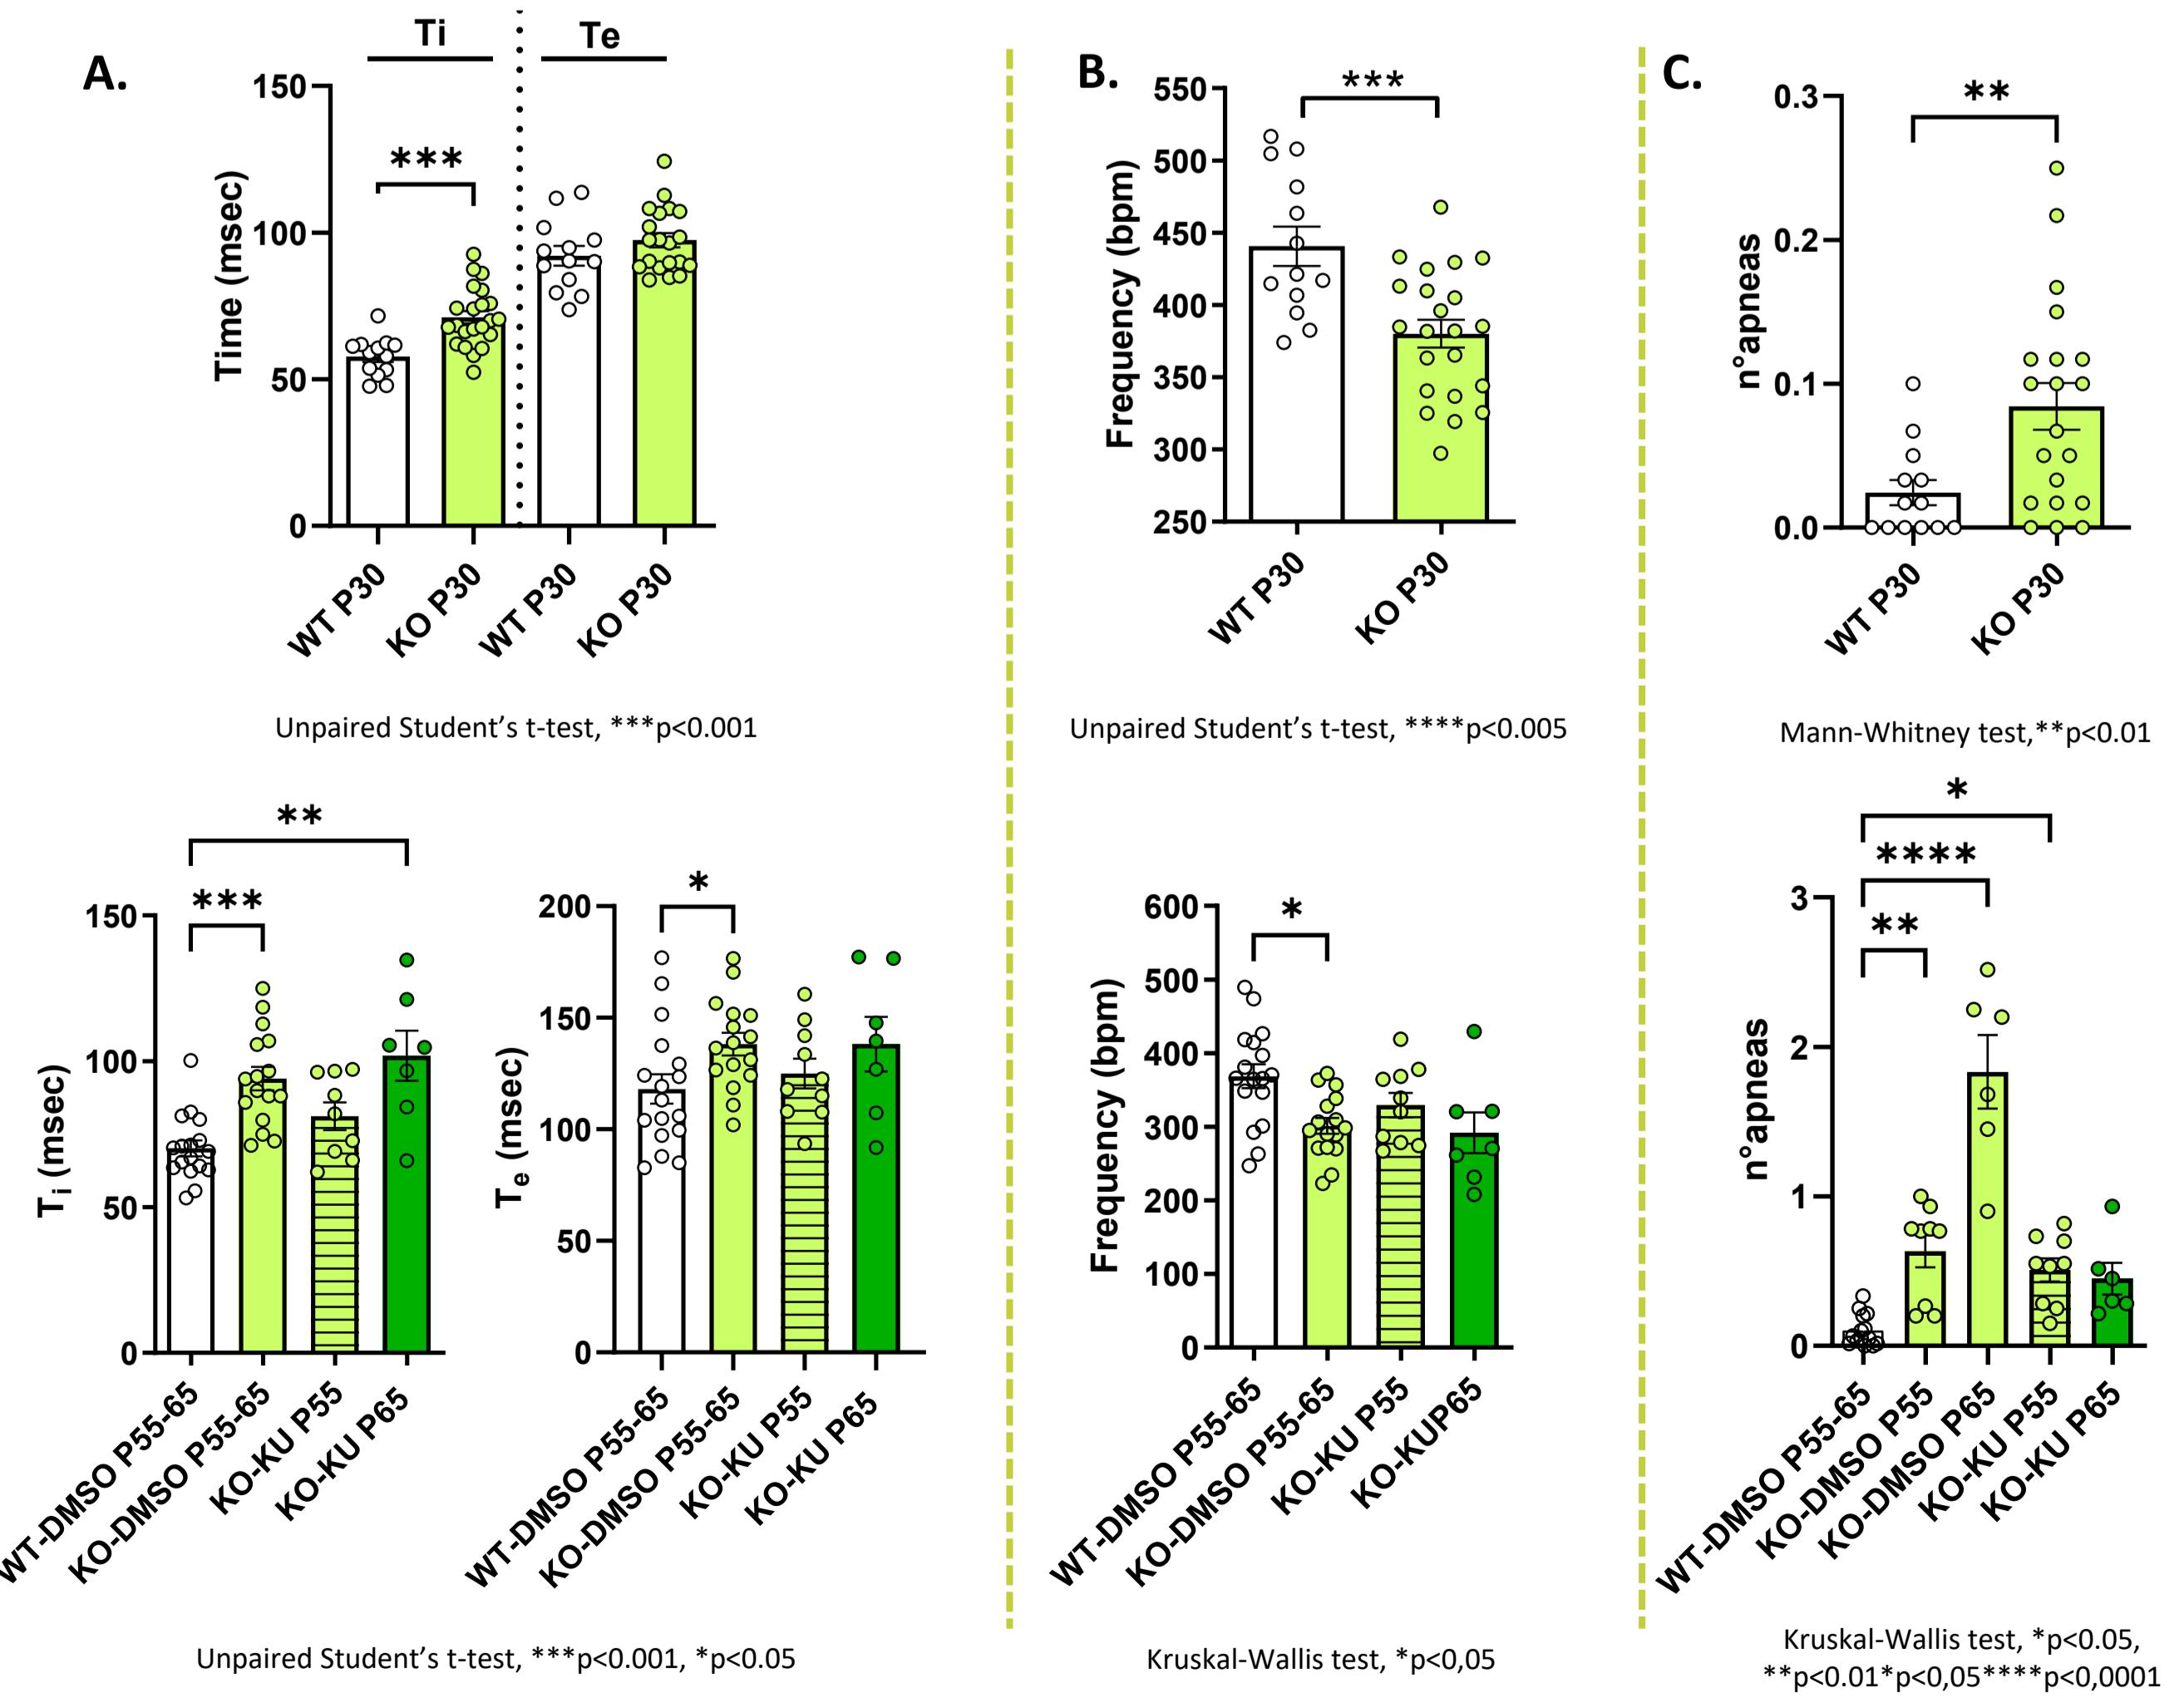 A.
Ti
Te
Time (msec)
150
100
50
0
***
WT P30
KO P30
WT P30
KO P30
Unpaired Student’s t-test, ***p<0.001
B.
Frequency (bpm)
550
500
450
400
350
300
250
***
WT P30
KO P30
Unpaired Student’s t-test, ****p<0.005
C.
n°apneas
0.3
0.2
0.1
0.0
**
WT P30
KO P30
Mann-Whitney test,**p<0.01
Ti (msec)
150
100
50
0
**
***
WT-DMSO P55-65
KO-DMSO P55-65
KO-KU P55
KO-KU P65
Te (msec)
200
150
100
50
0
*
WT-DMSO P55-65
KO-DMSO P55-65
KO-KU P55
KO-KU P65
Unpaired Student’s t-test, ***p<0.001, *p<0.05
Frequency (bpm)
600
500
400
300
200
100
0
*
WT-DMSO P55-65
KO-DMSO P55-65
KO-KU P55
KO-KUP65
Kruskal-Wallis test, *p<0,05
n°apneas
3
2
1
0
*
****
**
WT-DMSO P55-65
KO-DMSO P55
KO-DMSO P65
KO-KU P55
KO-KU P65
Kruskal-Wallis test, *p<0.05,
**p<0.01*p<0,05****p<0,0001